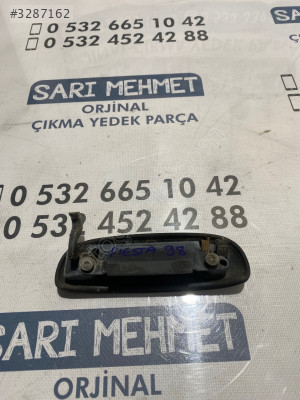 #3287162
0 532 665 10 42
0 532 452 42 88
SARI MEHMET
ORJİNAL
ÇIKMA YEDEK PARÇA
0 532 665 10 42
0 532 452 42 88
FIESTA 98
SARI MEHMET
ORJİNAL
SARI